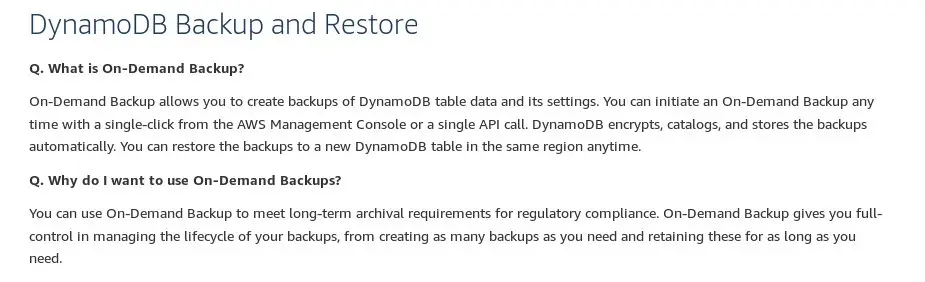 DynamoDB Backup and Restore
Q. What is On-Demand Backup?
On-Demand Backup allows you to create backups of DynamoDB table data and its settings. You can initiate an On-Demand Backup any
time with a single-click from the AWS Management Console or a single API call. DynamoDB encrypts, catalogs, and stores the backups
automatically. You can restore the backups to a new DynamoDB table in the same region anytime.
Q. Why do I want to use On-Demand Backups?
You can use On-Demand Backup to meet long-term archival requirements for regulatory compliance. On-Demand Backup gives you full-
control in managing the lifecycle of your backups, from creating as many backups as you need and retaining these for as long as you
need.